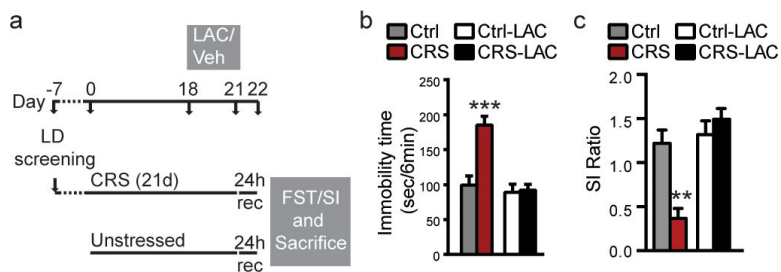 a
LAC/
Veh
-7 0 18 21 22
Day
LD
screening
CRS (21d) 24h
rec
Unstressed 24h
rec
FST/SI
and
Sacrifice
b
Ctrl Ctrl-LAC
CRS CRS-LAC
Immobility time
(sec/6min)
250
200
150
100
50
0
***
c
Ctrl Ctrl-LAC
CRS CRS-LAC
SI Ratio
2.0
1.5
1.0
0.5
0.0
**